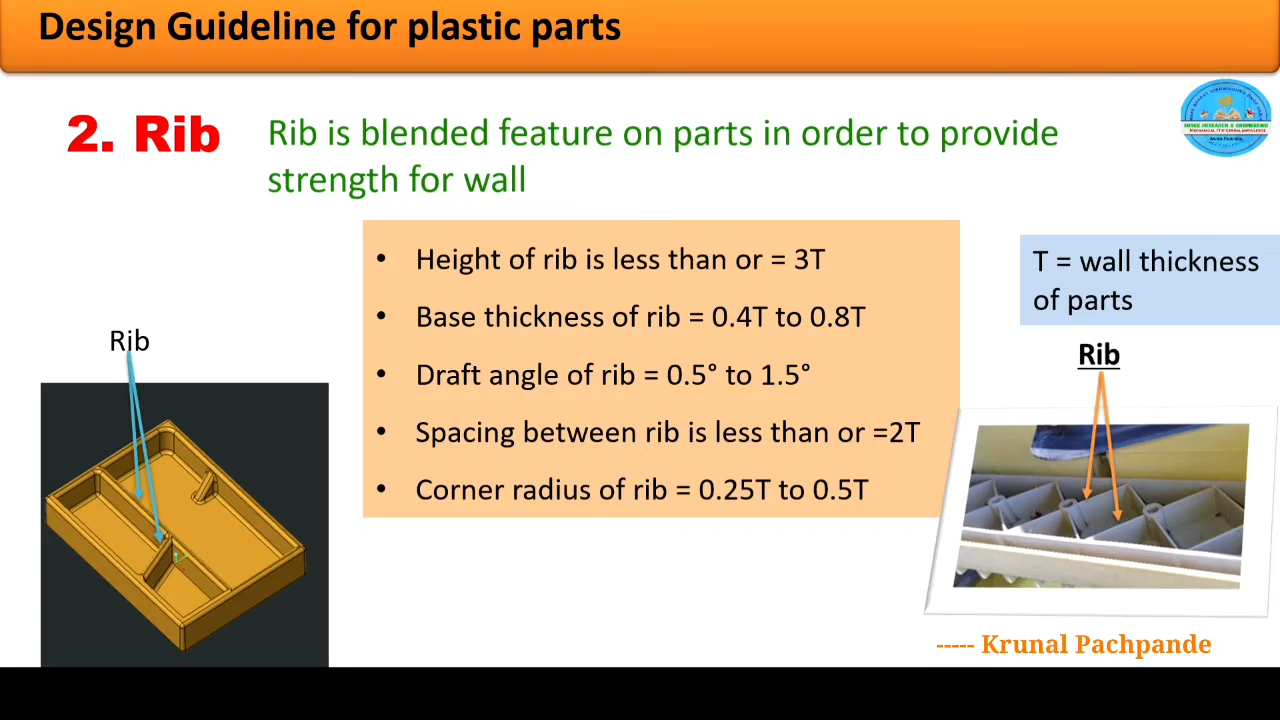 Design Guideline for plastic parts
2. Rib
Rib is blended feature on parts in order to provide
strength for wall
• Height of rib is less than or = 3T
• Base thickness of rib = 0.4T to 0.8T
• Draft angle of rib = 0.5° to 1.5°
• Spacing between rib is less than or =2T
• Corner radius of rib = 0.25T to 0.5T
T = wall thickness
of parts
Rib
Rib
----- Krunal Pachpande